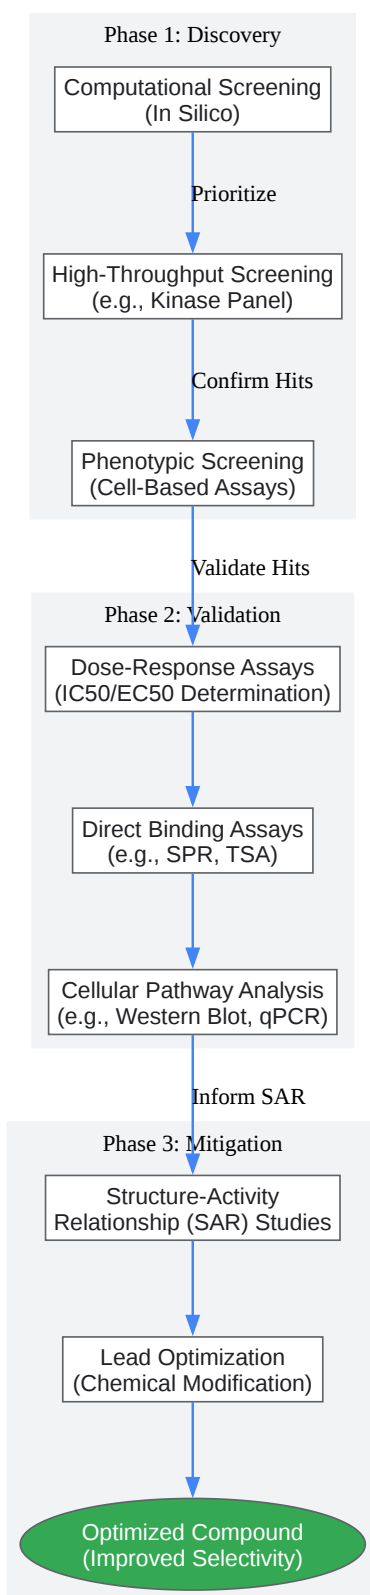 Phase 1: Discovery
Computational Screening
(In Silico)
Prioritize
High-Throughput Screening
(e.g., Kinase Panel)
Confirm Hits
Phenotypic Screening
(Cell-Based Assays)
Validate Hits
Phase 2: Validation
Dose-Response Assays
(IC50/EC50 Determination)
Direct Binding Assays
(e.g., SPR, TSA)
Cellular Pathway Analysis
(e.g., Western Blot, qPCR)
Inform SAR
Phase 3: Mitigation
Structure-Activity
Relationship (SAR) Studies
Lead Optimization
(Chemical Modification)
Optimized Compound
(Improved Selectivity)